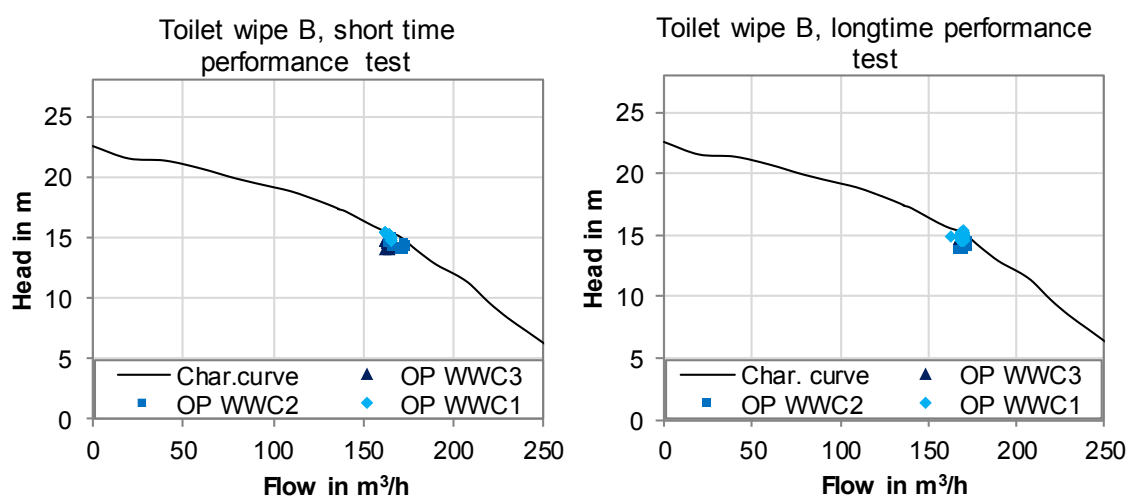 Toilet wipe B, short time
performance test
Head in m
25
20
15
10
5
0
Char.curve
OP WWC3
OP WWC2
OP WWC1
0 50 100 150 200 250
Flow in m³/h
Toilet wipe B, longtime performance
test
Head in m
25
20
15
10
5
0
Char. curve
OP WWC3
OP WWC2
OP WWC1
0 50 100 150 200 250
Flow in m³/h